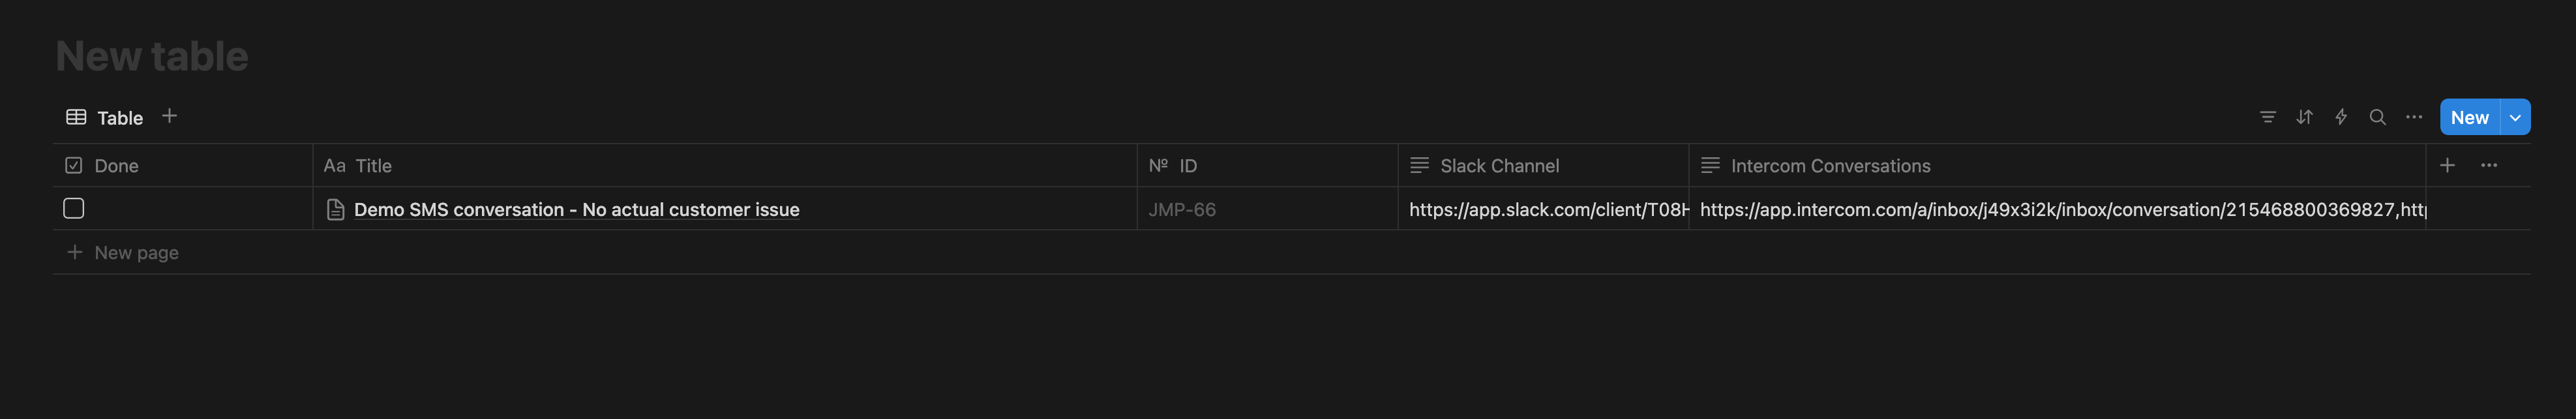 New table
Table
New
Done
Aa Title
Nº ID
Slack Channel
Intercom Conversations
Demo SMS conversation - No actual customer issue
JMP-66
https://app.slack.com/client/T08H
https://app.intercom.com/a/inbox/j49x3i2k/inbox/conversation/215468800369827,http
New page